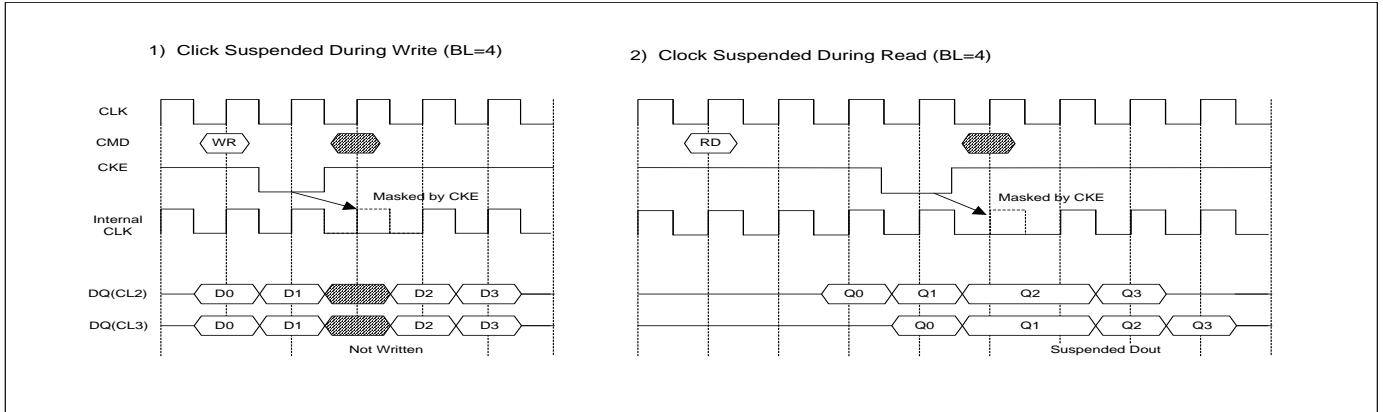 1) Click Suspended During Write (BL=4)
2) Clock Suspended During Read (BL=4)
CLK
CMD
WR
RD
CKE
Masked by CKE
Masked by CKE
Internal
CLK
DQ(CL2)
D0 D1 D2 D3
Q0 Q1 Q2 Q3
DQ(CL3)
D0 D1 D2 D3
Q0 Q1 Q2 Q3
Not Written
Suspended Dout